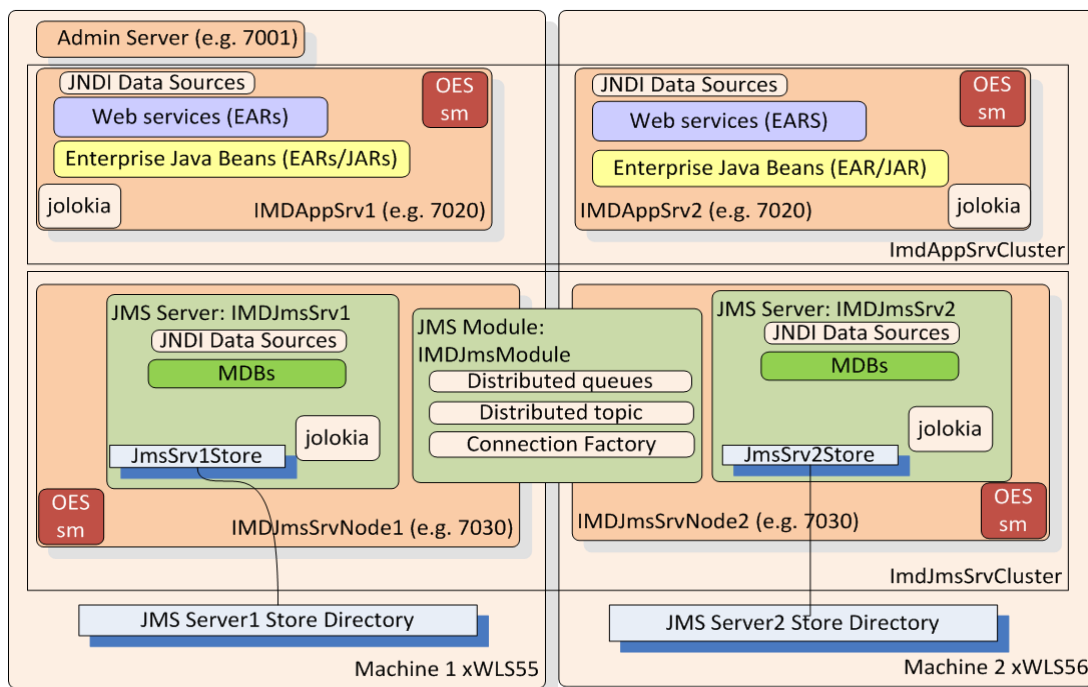 Admin Server (e.g. 7001)
JNDI Data Sources
OES
sm
Web services (EARs)
Enterprise Java Beans (EARs/JARs)
jolokia
IMDAppSrv1 (e.g. 7020)
JNDI Data Sources
OES
sm
Web services (EARS)
Enterprise Java Beans (EAR/JAR)
jolokia
IMDAppSrv2 (e.g. 7020)
ImdAppSrvCluster
JMS Server: IMDJmsSrv1
JNDI Data Sources
MDBs
jolokia
JmsSrv1Store
OES
sm
IMDJmsSrvNode1 (e.g. 7030)
JMS Module:
IMDJmsModule
Distributed queues
Distributed topic
Connection Factory
JMS Server: IMDJmsSrv2
JNDI Data Sources
MDBs
jolokia
JmsSrv2Store
OES
sm
IMDJmsSrvNode2 (e.g. 7030)
ImdJmsSrvCluster
JMS Server1 Store Directory
JMS Server2 Store Directory
Machine 1 xWLS55
Machine 2 xWLS56